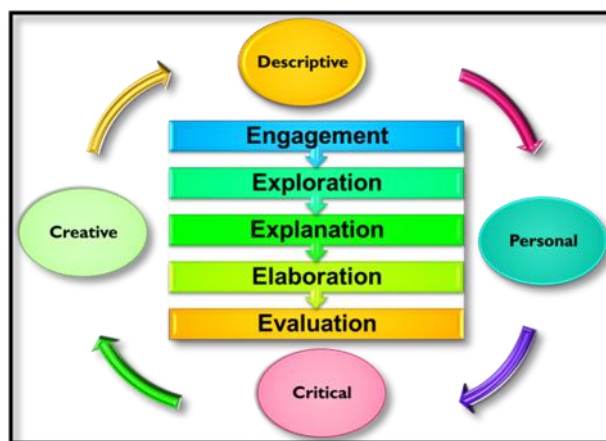 Descriptive
Engagement
Exploration
Explanation
Elaboration
Evaluation
Creative
Personal
Critical